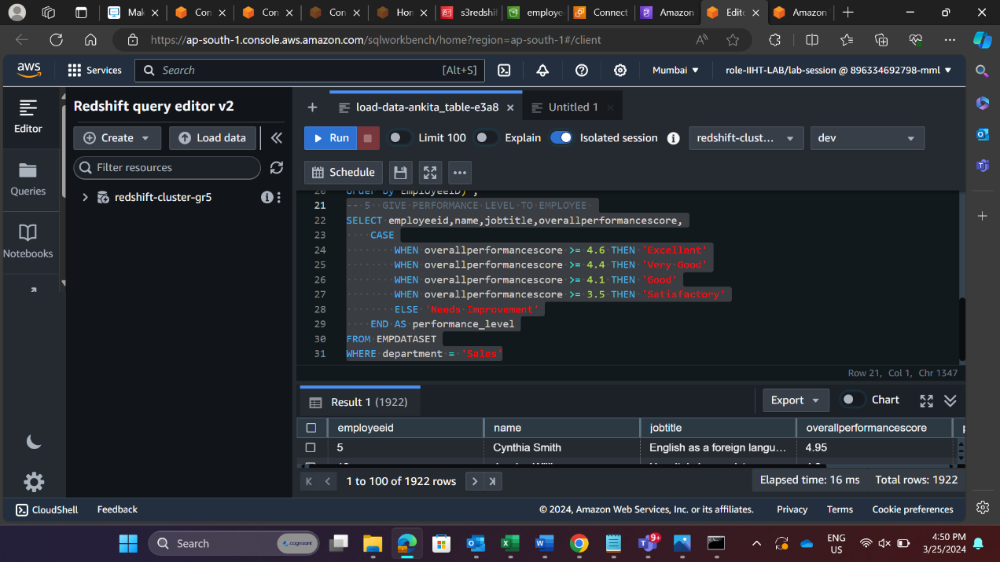 Mak
Con
Con
Con
Hon
s3redshif
employe
Connect
Amazon
Edit
Amazon
https://ap-south-1.console.aws.amazon.com/sqlworkbench/home?region=ap-south-1#/client
aws
Services
Search
[Alt+S]
Mumbai
role-IIHT-LAB/lab-session @ 896334692798-mml
Editor
Queries
Notebooks
Redshift query editor v2
Create
Load data
Filter resources
redshift-cluster-gr5
load-data-ankita_table-e3a8
Untitled 1
Run
Limit 100
Explain
Isolated session
redshift-clust...
dev
Schedule
20 order by EmployeeID) ;
21 -- 5 GIVE PERFORMANCE LEVEL TO EMPLOYEE
22 SELECT employeeid,name,jobtitle,overallperformancescore,
23 CASE
24 WHEN overallperformancescore >= 4.6 THEN 'Excellent'
25 WHEN overallperformancescore >= 4.4 THEN 'Very Good'
26 WHEN overallperformancescore >= 4.1 THEN 'Good'
27 WHEN overallperformancescore >= 3.5 THEN 'Satisfactory'
28 ELSE 'Needs Improvement'
29 END AS performance_level
30 FROM EMPDATASET
31 WHERE department = 'Sales'
Row 21, Col 1, Chr 1347
Result 1 (1922)
Export
Chart
employeeid name jobtitle overallperformancescore
5 Cynthia Smith English as a foreign langu... 4.95
1 to 100 of 1922 rows
Elapsed time: 16 ms Total rows: 1922
CloudShell
Feedback
© 2024, Amazon Web Services, Inc. or its affiliates.
Privacy
Terms
Cookie preferences
Search
cognizant
9+
ENG
US
4:50 PM
3/25/2024